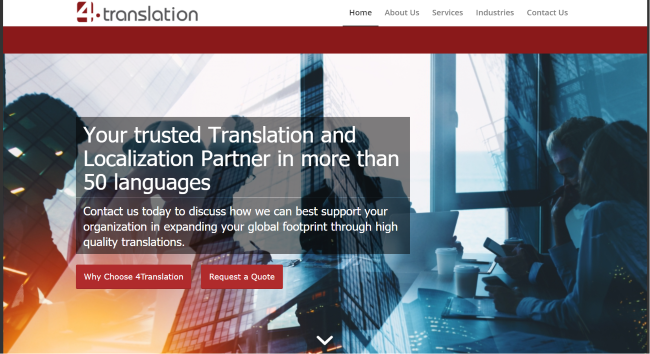 4.translation
Home About Us Services Industries Contact Us
Your trusted Translation and
Localization Partner in more than
50 languages
Contact us today to discuss how we can best support your
organization in expanding your global footprint through high
quality translations.
Why Choose 4Translation Request a Quote